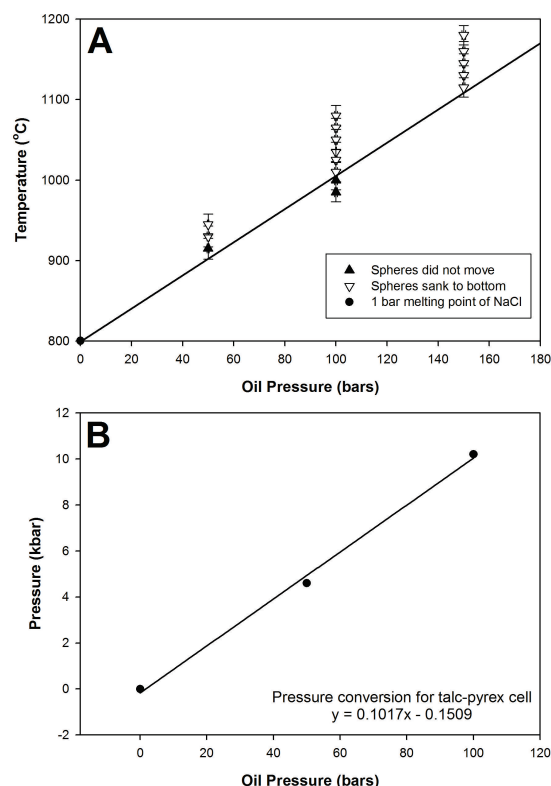 A
1200
1100
1000
900
800
Temperature (°C)
Spheres did not move
Spheres sank to bottom
1 bar melting point of NaCl
0 20 40 60 80 100 120 140 160 180
Oil Pressure (bars)
B
12
10
8
6
4
2
0
-2
Pressure (kbar)
Pressure conversion for talc-pyrex cell
y = 0.1017x - 0.1509
0 20 40 60 80 100 120
Oil Pressure (bars)